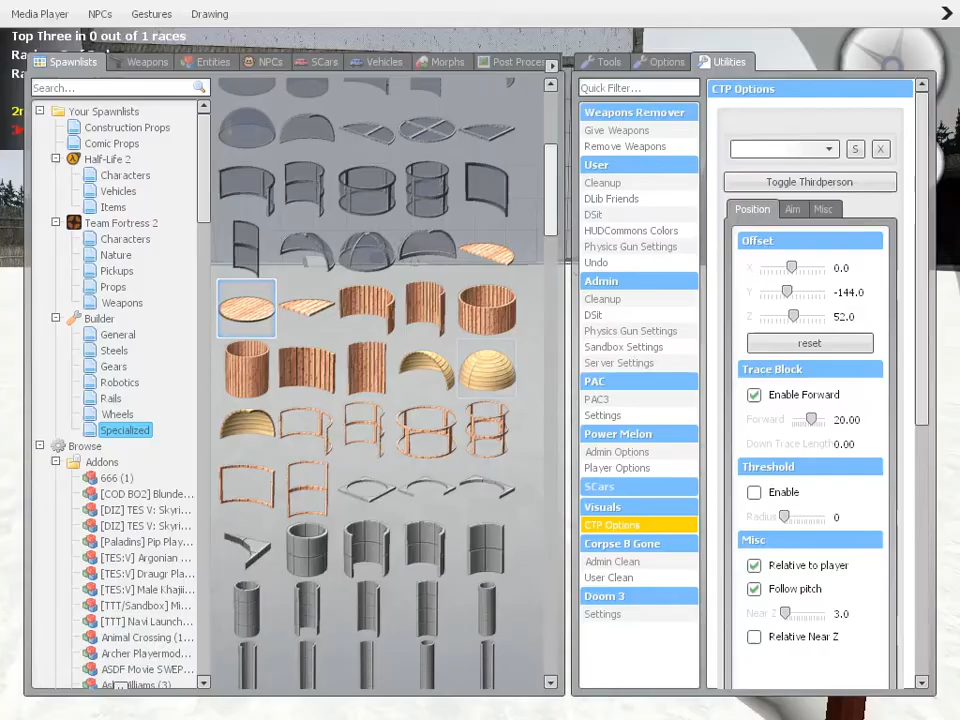 Media Player NPCs Gestures Drawing
Top Three in 0 out of 1 races
Spawnlists Weapons Entities NPCs SCars Vehicles Morphs Post Proces
Tools Options Utilities
Search...
Your Spawnlists
Construction Props
Comic Props
Half-Life 2
Characters
Vehicles
Items
Team Fortress 2
Characters
Nature
Pickups
Props
Weapons
Builder
General
Steels
Gears
Robotics
Rails
Wheels
Specialized
Browse
Addons
666 (1)
[COD BO2] Blunde...
[DIZ] TES V: Skyri...
[DIZ] TES V: Skyri...
[Paladins] Pip Play...
[TES:V] Argonian ...
[TES:V] Draugr Pla...
[TES:V] Male Khajii...
[TTT/Sandbox] Mi...
[TTT] Navi Launch...
Animal Crossing (1...
Archer Playermod...
ASDF Movie SWEP...
Quick Filter...
Weapons Remover
Give Weapons
Remove Weapons
User
Cleanup
DLib Friends
DSit
HUDCommons Colors
Physics Gun Settings
Undo
Admin
Cleanup
DSit
Physics Gun Settings
Sandbox Settings
Server Settings
PAC
PAC3
Settings
Power Melon
Admin Options
Player Options
SCars
Visuals
CTP Options
Corpse B Gone
Admin Clean
User Clean
Doom 3
Settings
CTP Options
S X
Toggle Thirdperson
Position Aim Misc
Offset
X 0.0
Y -144.0
Z 52.0
reset
Trace Block
Enable Forward
Forward 20.00
Down Trace Length 0.00
Threshold
Enable
Radius 0
Misc
Relative to player
Follow pitch
Near Z 3.0
Relative Near Z